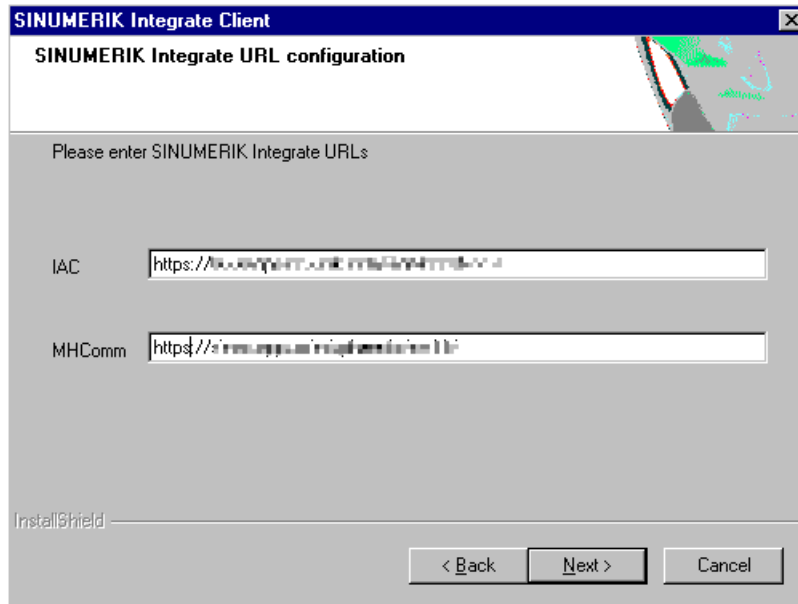 SINUMERIK Integrate Client
SINUMERIK Integrate URL configuration
Please enter SINUMERIK Integrate URLs
IAC
https://
MHComm
https://
InstallShield
< Back
Next >
Cancel